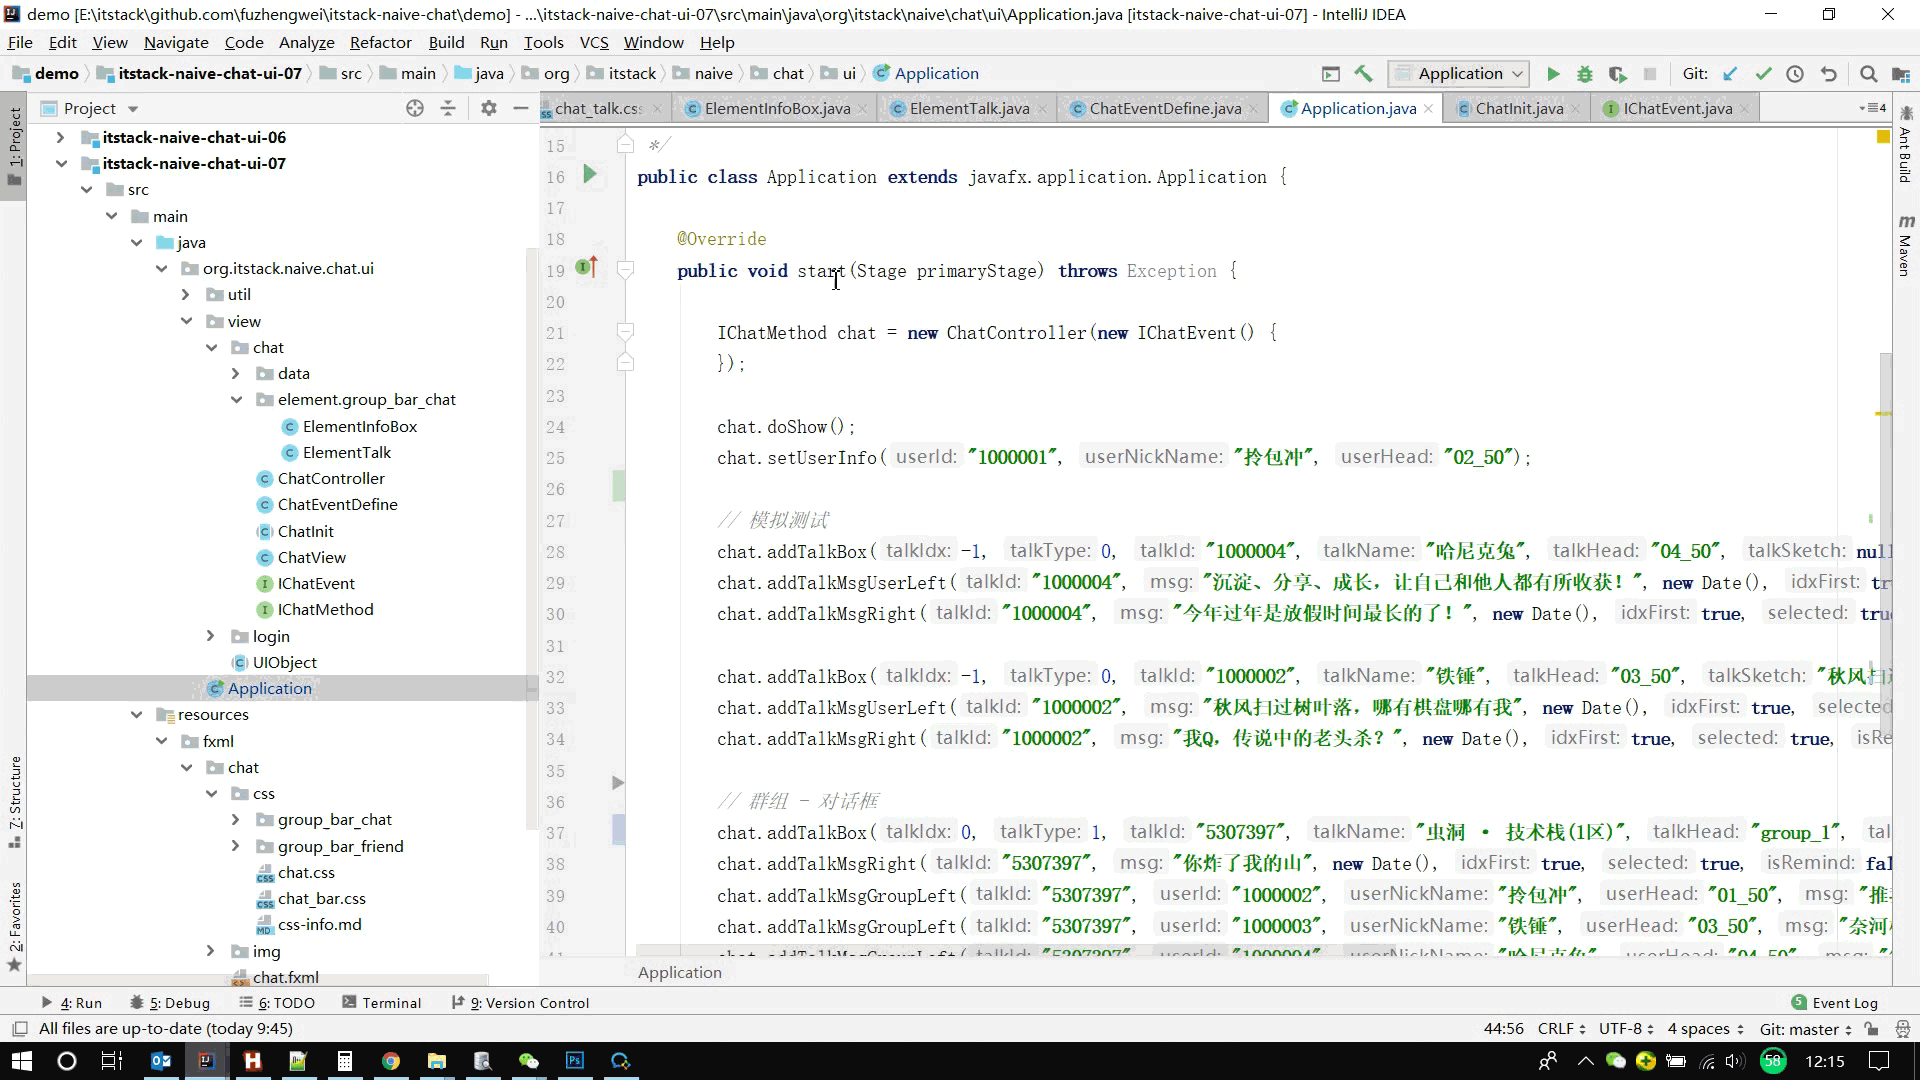 demo [E:\itstack\github.com\fuzhengwei\itstack-naive-chat\demo] - ...\itstack-naive-chat-ui-07\src\main\java\org\itstack\naive\chat\ui\Application.java [itstack-naive-chat-ui-07] - IntelliJ IDEA
File Edit View Navigate Code Analyze Refactor Build Run Tools VCS Window Help
demo itstack-naive-chat-ui-07 src main java org itstack naive chat ui Application Application Git:
Project chat_talk.css ElementInfoBox.java ElementTalk.java ChatEventDefine.java Application.java ChatInit.java IChatEvent.java 4
1: Project
7: Structure
2: Favorites
itstack-naive-chat-ui-06
itstack-naive-chat-ui-07
src
main
java
org.itstack.naive.chat.ui
util
view
chat
data
element.group_bar_chat
ElementInfoBox
ElementTalk
ChatController
ChatEventDefine
ChatInit
ChatView
IChatEvent
IChatMethod
login
UIObject
Application
resources
fxml
chat
css
group_bar_chat
group_bar_friend
chat.css
chat_bar.css
css-info.md
img
chat.fxml
15 */
16 public class Application extends javafx.application.Application {
17
18 @Override
19 public void start(Stage primaryStage) throws Exception {
20
21 IChatMethod chat = new ChatController(new IChatEvent() {
22 });
23
24 chat.doShow();
25 chat.setUserInfo( userId: "1000001", userNickName: "拎包冲", userHead: "02_50");
26
27 // 模拟测试
28 chat.addTalkBox( talkIdx: -1, talkType: 0, talkId: "1000004", talkName: "哈尼克兔", talkHead: "04_50", talkSketch: null
29 chat.addTalkMsgUserLeft( talkId: "1000004", msg: "沉淀、分享、成长，让自己和他人都有所收获！", new Date(), idxFirst: tr
30 chat.addTalkMsgRight( talkId: "1000004", msg: "今年过年是放假时间最长的了！", new Date(), idxFirst: true, selected: tru
31
32 chat.addTalkBox( talkIdx: -1, talkType: 0, talkId: "1000002", talkName: "铁锤", talkHead: "03_50", talkSketch: "秋风扫过
33 chat.addTalkMsgUserLeft( talkId: "1000002", msg: "秋风扫过树叶落，哪有棋盘哪有我", new Date(), idxFirst: true, selected
34 chat.addTalkMsgRight( talkId: "1000002", msg: "我Q，传说中的老头杀？", new Date(), idxFirst: true, selected: true, isRe
35
36 // 群组 - 对话框
37 chat.addTalkBox( talkIdx: 0, talkType: 1, talkId: "5307397", talkName: "虫洞 · 技术栈(1区)", talkHead: "group_1", tal
38 chat.addTalkMsgRight( talkId: "5307397", msg: "你炸了我的山", new Date(), idxFirst: true, selected: true, isRemind: fal
39 chat.addTalkMsgGroupLeft( talkId: "5307397", userId: "1000002", userNickName: "拎包冲", userHead: "01_50", msg: "推
40 chat.addTalkMsgGroupLeft( talkId: "5307397", userId: "1000003", userNickName: "铁锤", userHead: "03_50", msg: "奈河
41 chat.addTalkMsgGroupLeft( talkId: "5307397", userId: "1000004", userNickName: "哈尼克兔", userHead: "04_50", msg:
Application
Ant Build
Maven
4: Run 5: Debug 6: TODO Terminal 9: Version Control 5 Event Log
All files are up-to-date (today 9:45) 44:56 CRLF UTF-8 4 spaces Git: master
58 12:15